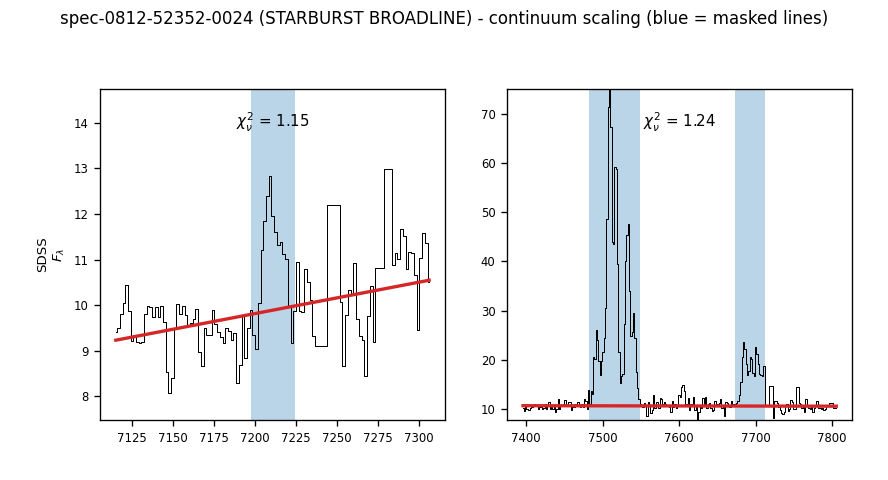 spec-0812-52352-0024 (STARBURST BROADLINE) - continuum scaling (blue = masked lines)
SDSS
F_λ
14
13
12
11
10
9
8
χ²_ν = 1.15
7125 7150 7175 7200 7225 7250 7275 7300
70
60
50
40
30
20
10
χ²_ν = 1.24
7400 7500 7600 7700 7800